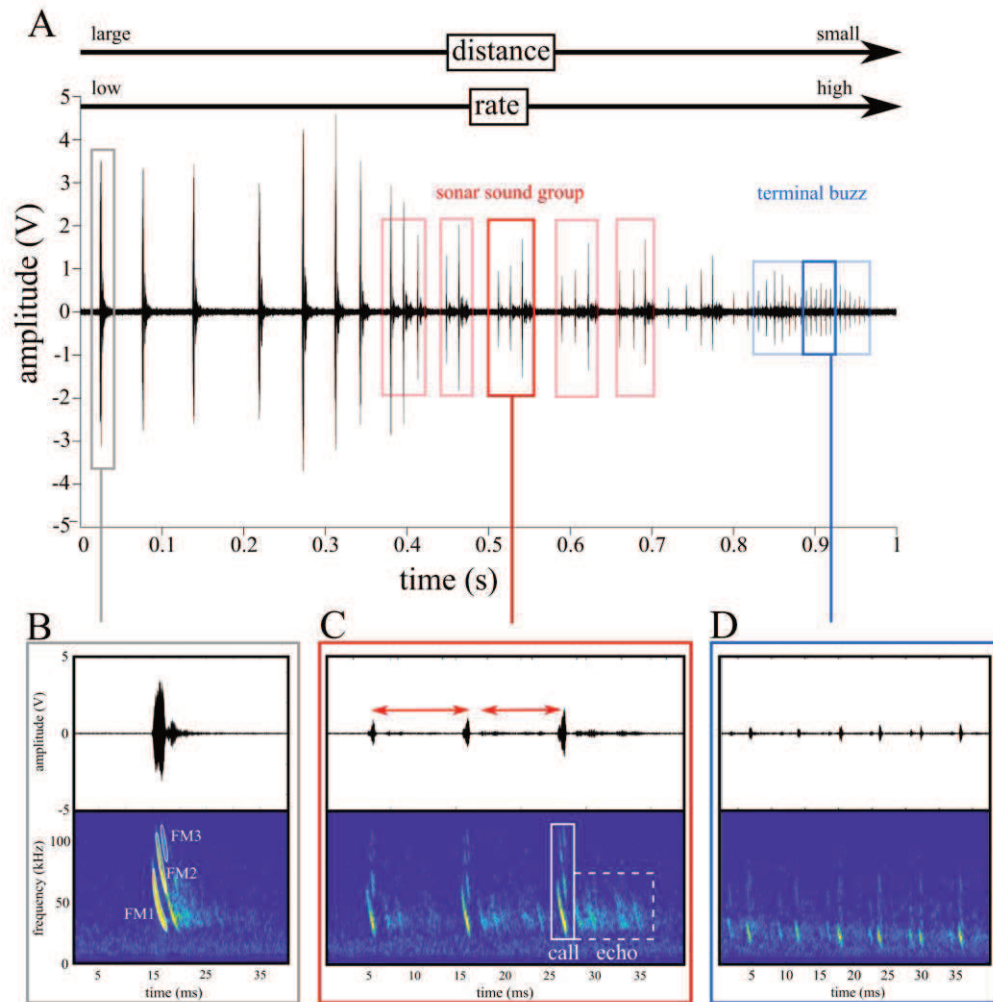 A
large
distance
small
low
rate
high
sonar sound group
terminal buzz
amplitude (V)
5
4
3
2
1
0
-1
-2
-3
-4
-5
0 0.1 0.2 0.3 0.4 0.5 0.6 0.7 0.8 0.9 1
time (s)
B
amplitude (V)
5
0
-5
frequency (kHz)
100
50
0
FM3
FM2
FM1
5 15 25 35
time (ms)
C
call
echo
5 10 15 20 25 30 35
time (ms)
D
5 10 15 20 25 30 35
time (ms)